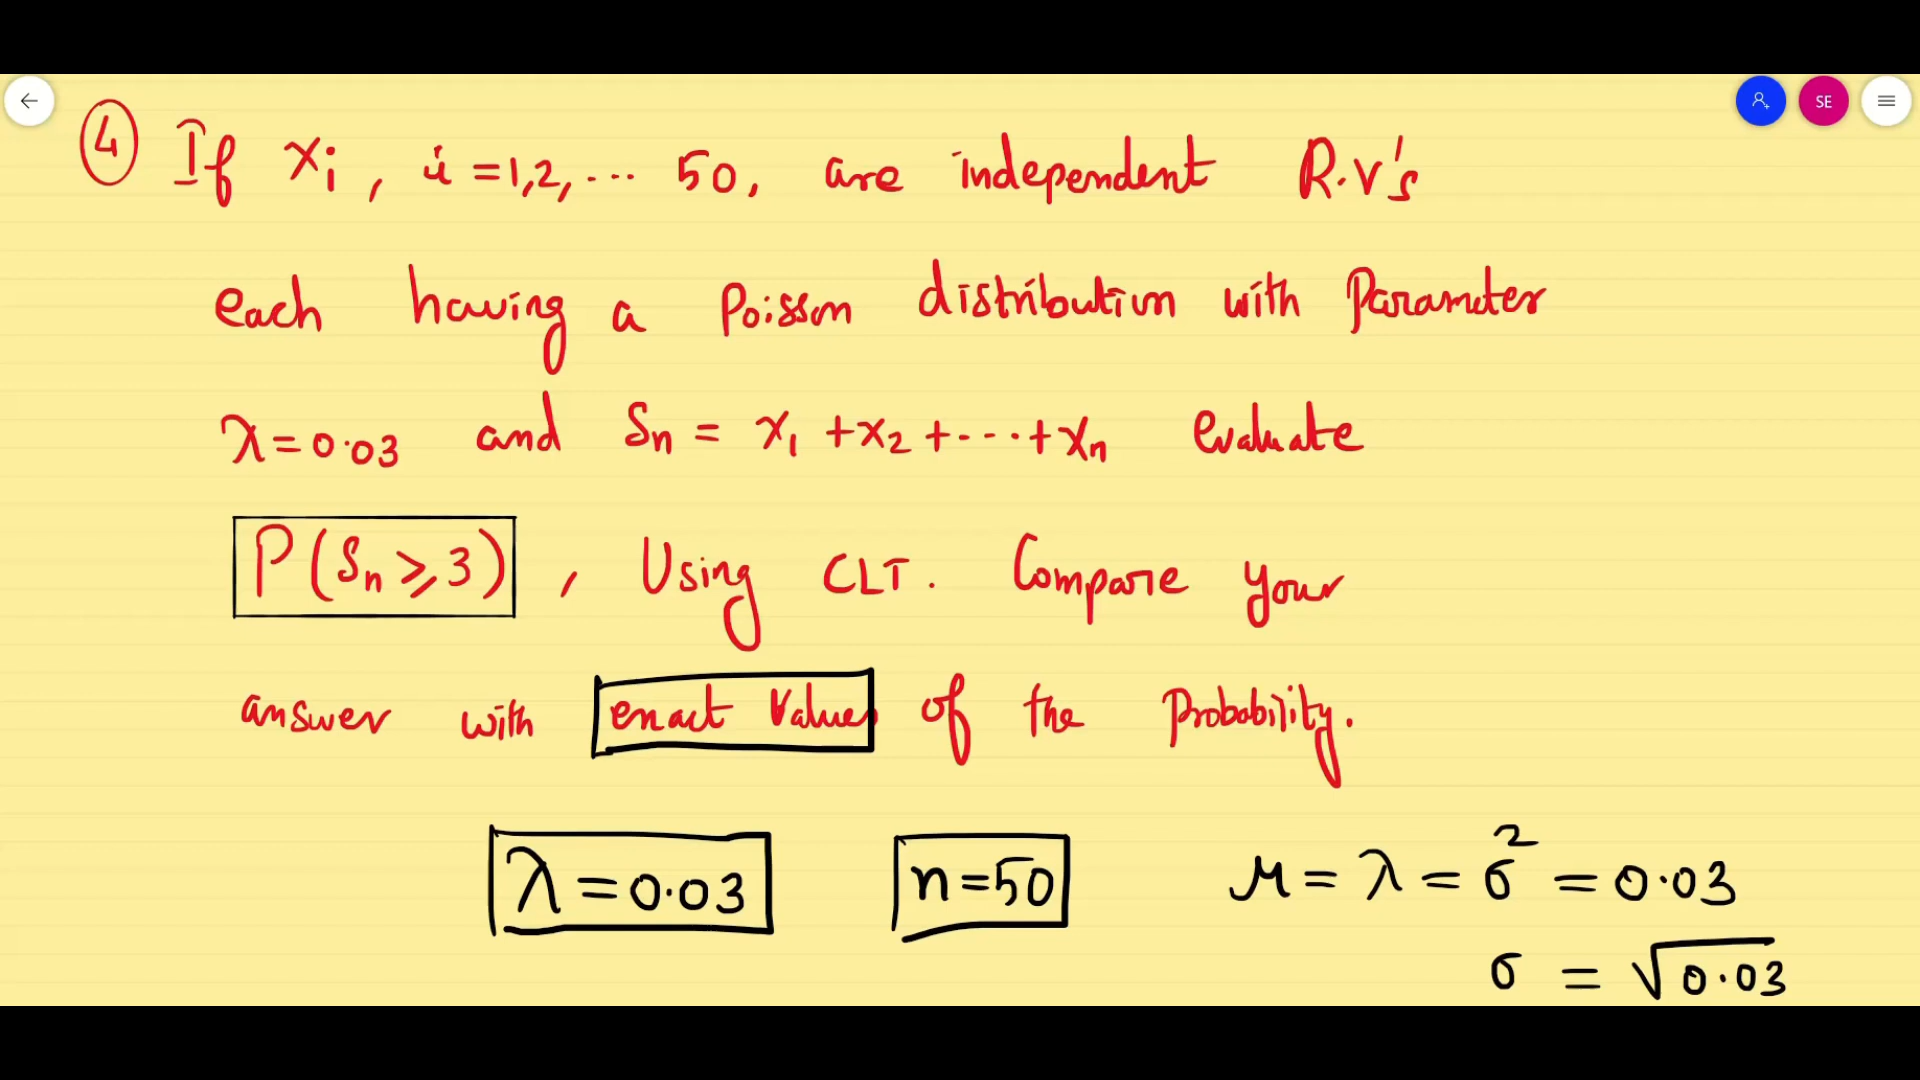 ④ If Xi, i=1,2,... 50, are independent R.V's
each having a Poisson distribution with Parameter
λ=0.03 and Sn = X1 +X2 +---+Xn Evaluate
P(Sn ⩾ 3), Using CLT. Compare your
answer with exact Values of the Probability.
λ=0.03 n=50 μ = λ = σ² = 0.03
σ = √0.03
SE